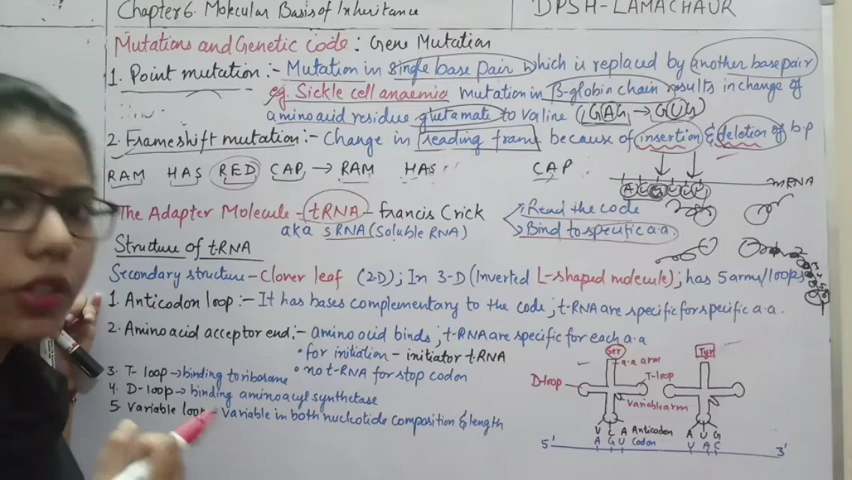 Chapter 6: Molecular Basis of Inheritance
DPSH-LAMACHAUR
Mutations and Genetic code: Gene Mutation
1. Point mutation :- Mutation in single base pair which is replaced by another base pair
eg. Sickle cell anaemia mutation in β-globin chain results in change of
amino acid residue glutamate to valine (GAG → GUG)
2. Frameshift mutation :- Change in reading frame because of insertion & deletion of b.p
RAM HAS RED CAP → RAM HAS CAP
mRNA
The Adapter Molecule - tRNA - Francis Crick
Read the code
aka sRNA (Soluble RNA)
Bind to specific a.a.
Structure of tRNA
Secondary structure - Clover leaf (2-D); In 3-D (Inverted L-shaped molecule); has 5 arms/loops
1. Anticodon loop :- It has bases complementary to the code; t-RNA are specific for specific a.a.
2. Amino acid acceptor end :- amino acid binds; t-RNA are specific for each a.a
• for initiation - initiator tRNA
• no t-RNA for stop codon
3. T-loop → binding to ribosome
4. D-loop → binding aminoacyl synthetase
5. Variable loop - Variable in both nucleotide composition & length
Ser
Tyr
a.a arm
D-loop
T-loop
Variable arm
U C A Anticodon
A G U Codon
A U G
U A C
5'
3'